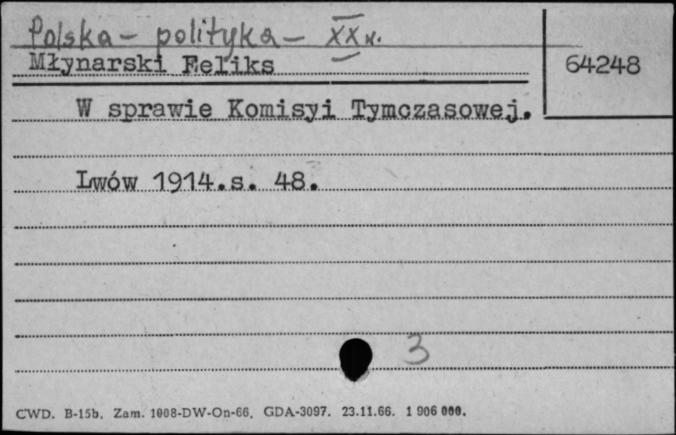 Polska - polityka - XX w.
Młynarski Feliks
64248
W sprawie Komisyi Tymczasowej.
Lwów 1914.s. 48.
3
CWD. B-15b. Zam. 1008-DW-On-66. GDA-3097. 23.11.66. 1 906 000.